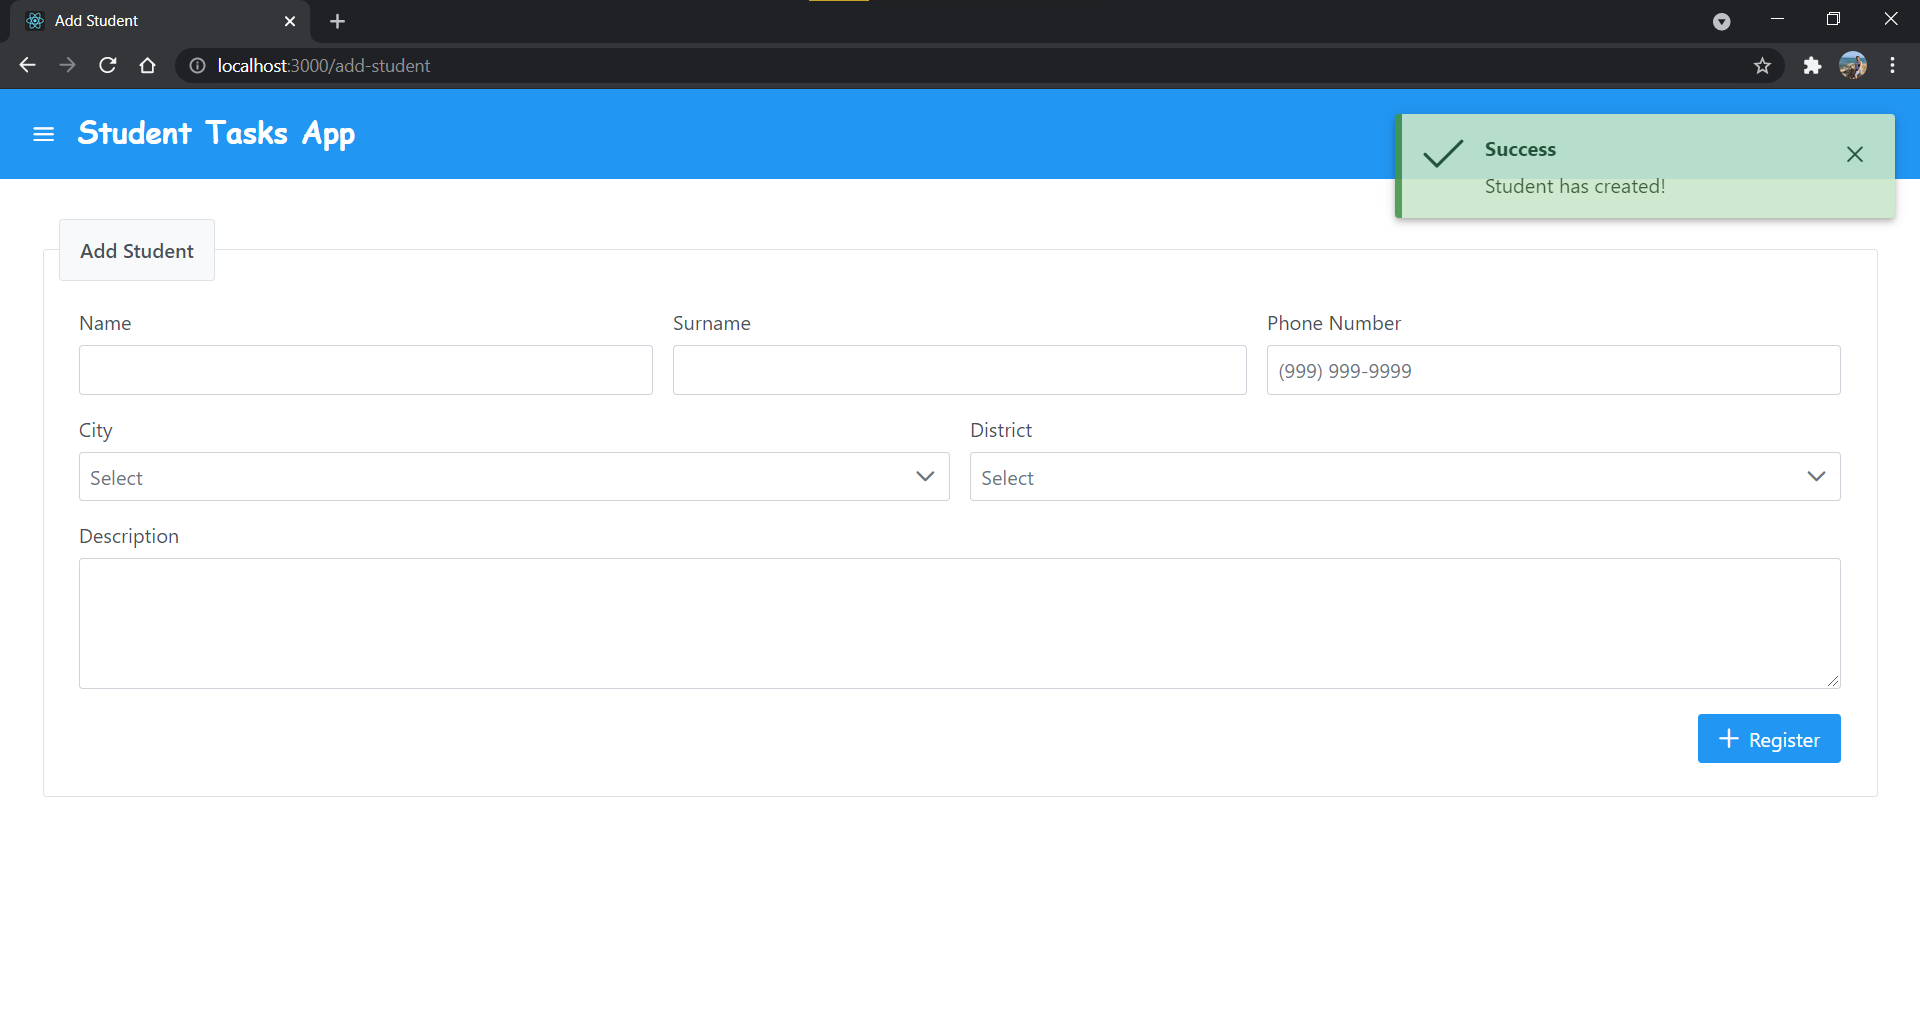 Add Student
localhost:3000/add-student
Student Tasks App
Success
Student has created!
Add Student
Name
Surname
Phone Number
(999) 999-9999
City
District
Select
Select
Description
Register